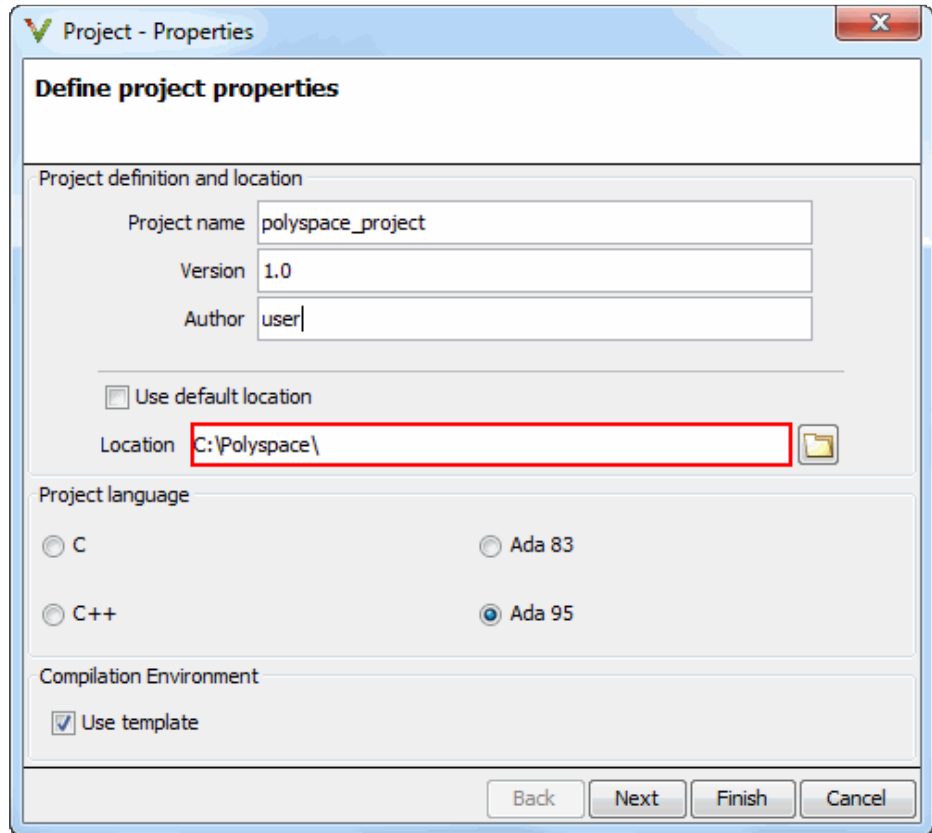 Project - Properties
Define project properties
Project definition and location
Project name polyspace_project
Version 1.0
Author user
Use default location
Location C:\Polyspace\
Project language
C Ada 83
C++ Ada 95
Compilation Environment
Use template
Back Next Finish Cancel